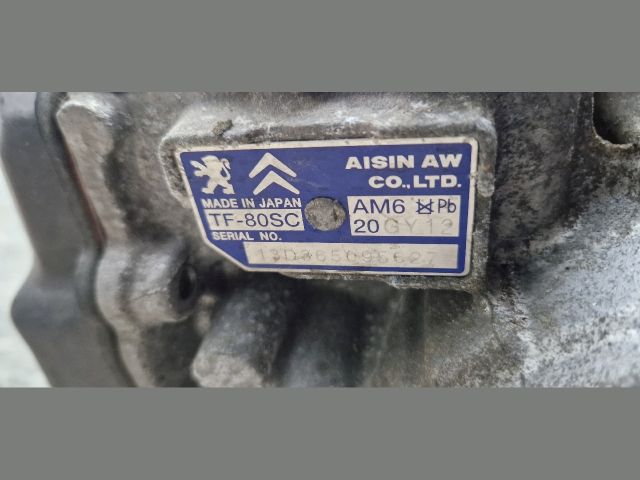 AISIN AW
CO., LTD.
MADE IN JAPAN
TF-80SC
AM6 Pb
20GY13
SERIAL NO.